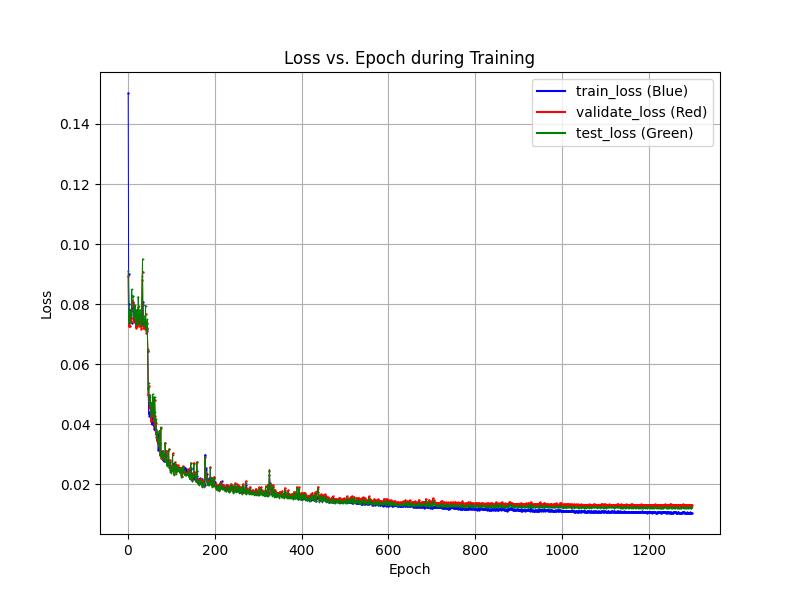 Loss vs. Epoch during Training
train_loss (Blue)
validate_loss (Red)
test_loss (Green)
0.14
0.12
0.10
0.08
0.06
0.04
0.02
Loss
0 200 400 600 800 1000 1200
Epoch